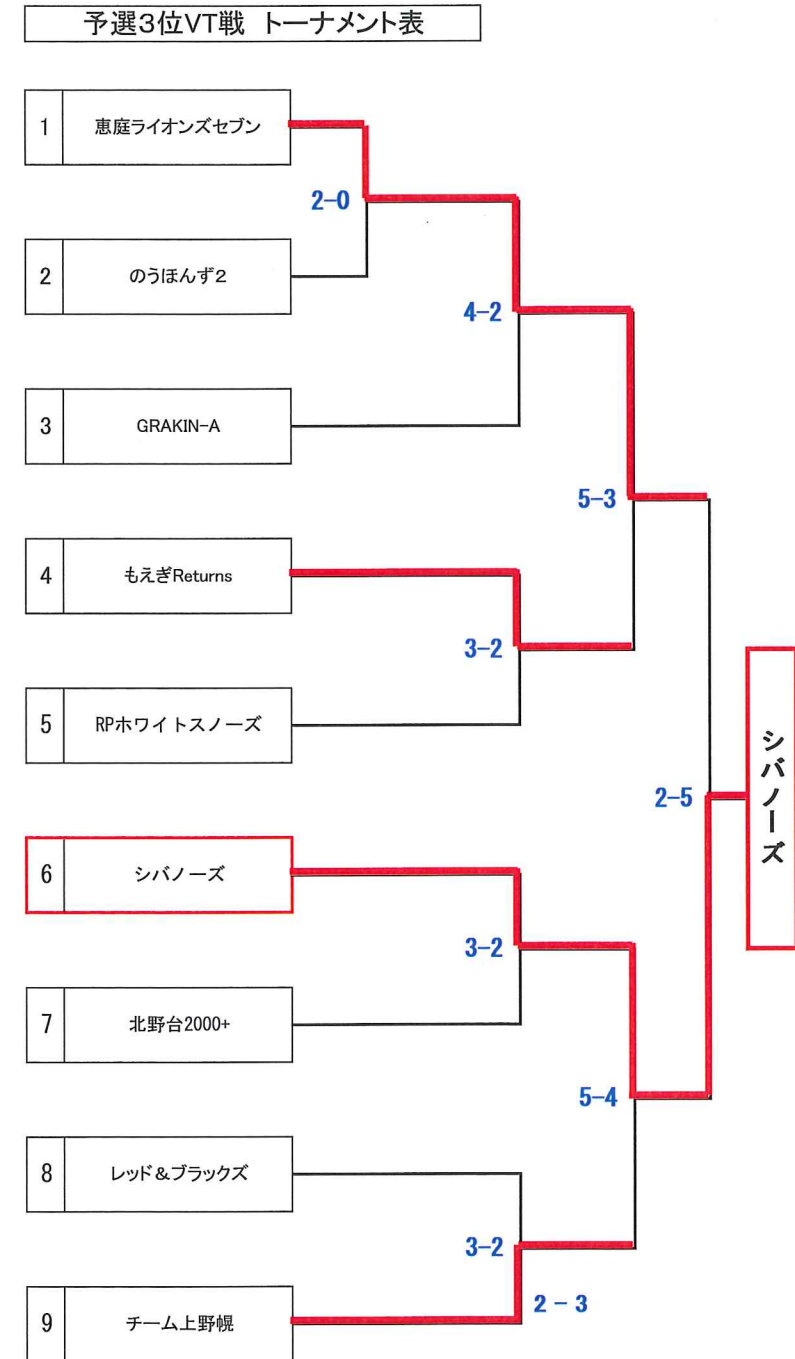 予選3位VT戦 トーナメント表
1 恵庭ライオンズセブン
2-0
2 のうほんず2
4-2
3 GRAKIN-A
5-3
4 もえぎReturns
3-2
5 RPホワイトスノーズ
シバノーズ
2-5
6 シバノーズ
3-2
7 北野台2000+
5-4
8 レッド&ブラックズ
3-2
2-3
9 チーム上野幌